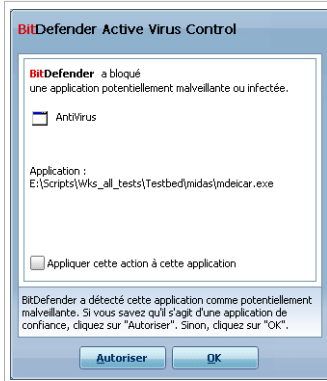 BitDefender Active Virus Control
BitDefender a bloqué
une application potentiellement malveillante ou infectée.
AntiVirus
Application :
E:\Scripts\Wks_all_tests\Testbed\midas\mdeicar.exe
Appliquer cette action à cette application
BitDefender a détecté cette application comme potentiellement
malveillante. Si vous savez qu'il s'agit d'une application de
confiance, cliquez sur "Autoriser". Sinon, cliquez sur "OK".
Autoriser
OK